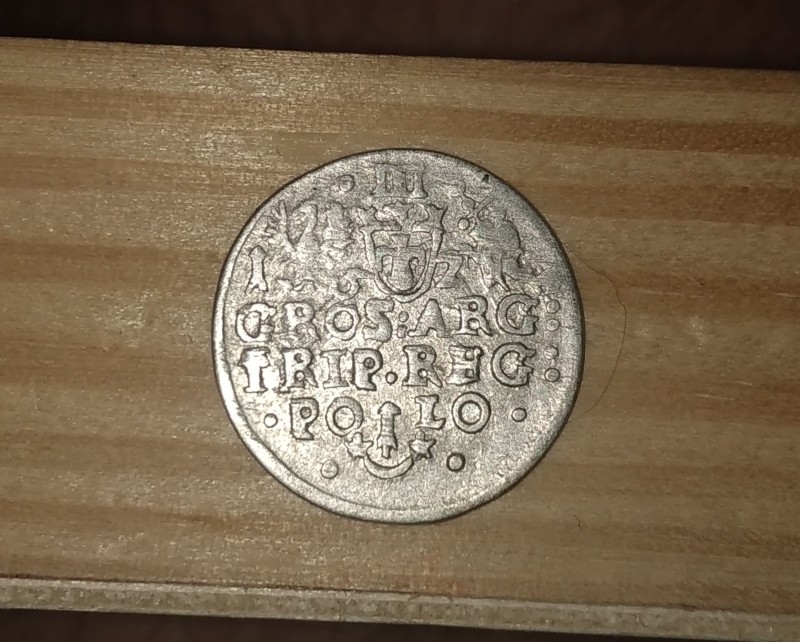 III
I
GROS:ARG:
TRIP.REG:
·PO LO·